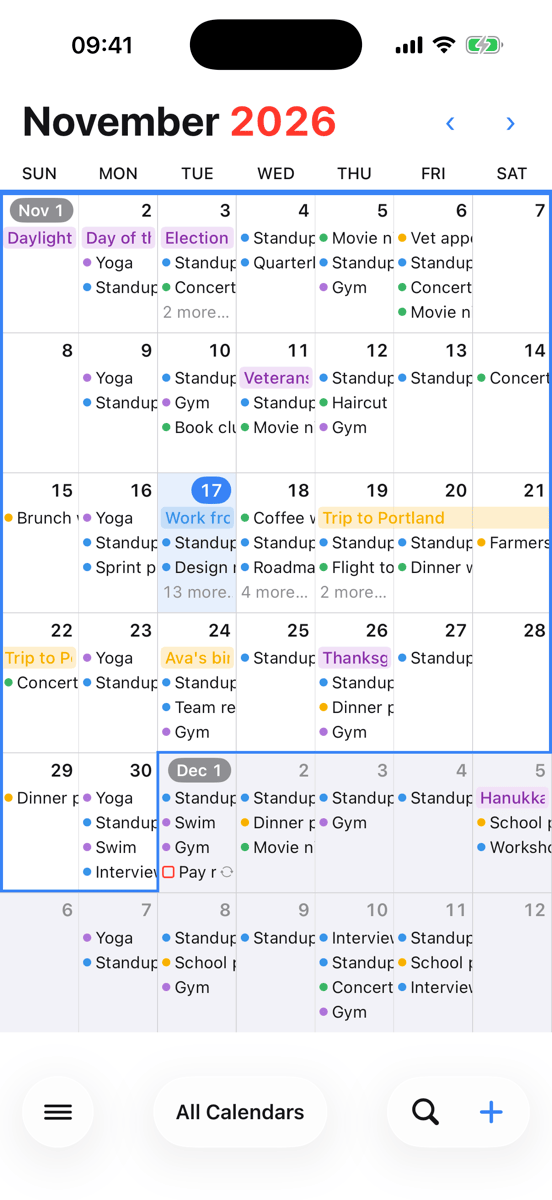 09:41
November 2026
SUN MON TUE WED THU FRI SAT
Nov 1 2 3 4 5 6 7
Daylight Day of th Election Standup Movie n Vet appo
Yoga Standup Quarterl Standup Standup
Standup Concert Gym Concert
2 more... Movie n
8 9 10 11 12 13 14
Yoga Standup Veterans Standup Standup Concert
Standup Gym Standup Haircut
Book clu Movie n Gym
15 16 17 18 19 20 21
Brunch w Yoga Work fro Coffee w Trip to Portland
Standup Standup Standup Standup Standup Farmers
Sprint p Design r Roadma Flight to Dinner w
13 more. 4 more... 2 more...
22 23 24 25 26 27 28
Trip to Po Yoga Ava's bir Standup Thanksg Standup
Concert Standup Standup Standup
Team re Dinner p
Gym Gym
29 30 Dec 1 2 3 4 5
Dinner p Yoga Standup Standup Standup Standup Hanukka
Standup Swim Dinner p Gym School p
Swim Gym Movie n Worksho
Interview Pay r
6 7 8 9 10 11 12
Yoga Standup Standup Interview Standup
Standup School p Standup School p
Gym Concert Interview
Gym
All Calendars